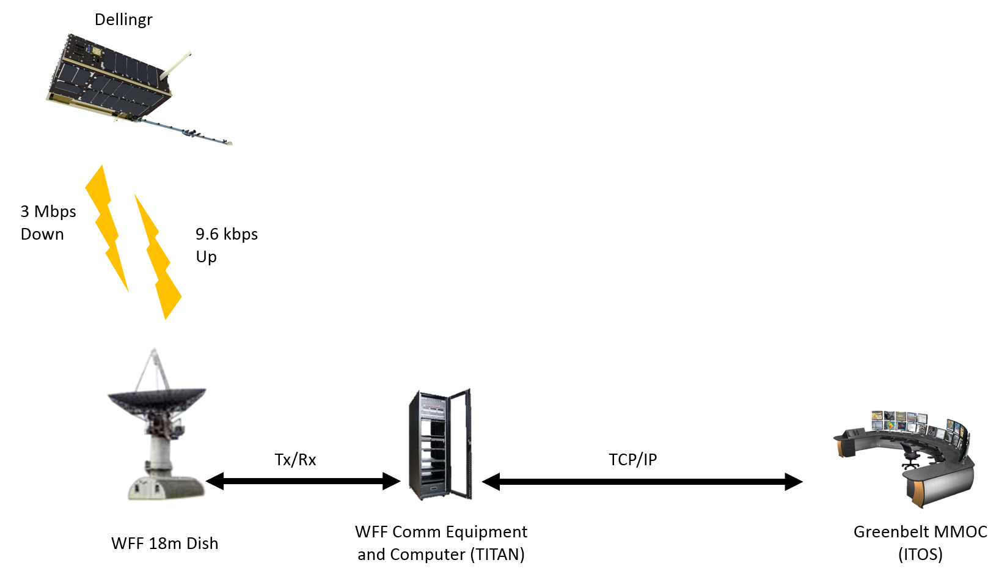 Dellingr
3 Mbps
Down
9.6 kbps
Up
Tx/Rx
TCP/IP
WFF 18m Dish
WFF Comm Equipment
and Computer (TITAN)
Greenbelt MMOC
(ITOS)